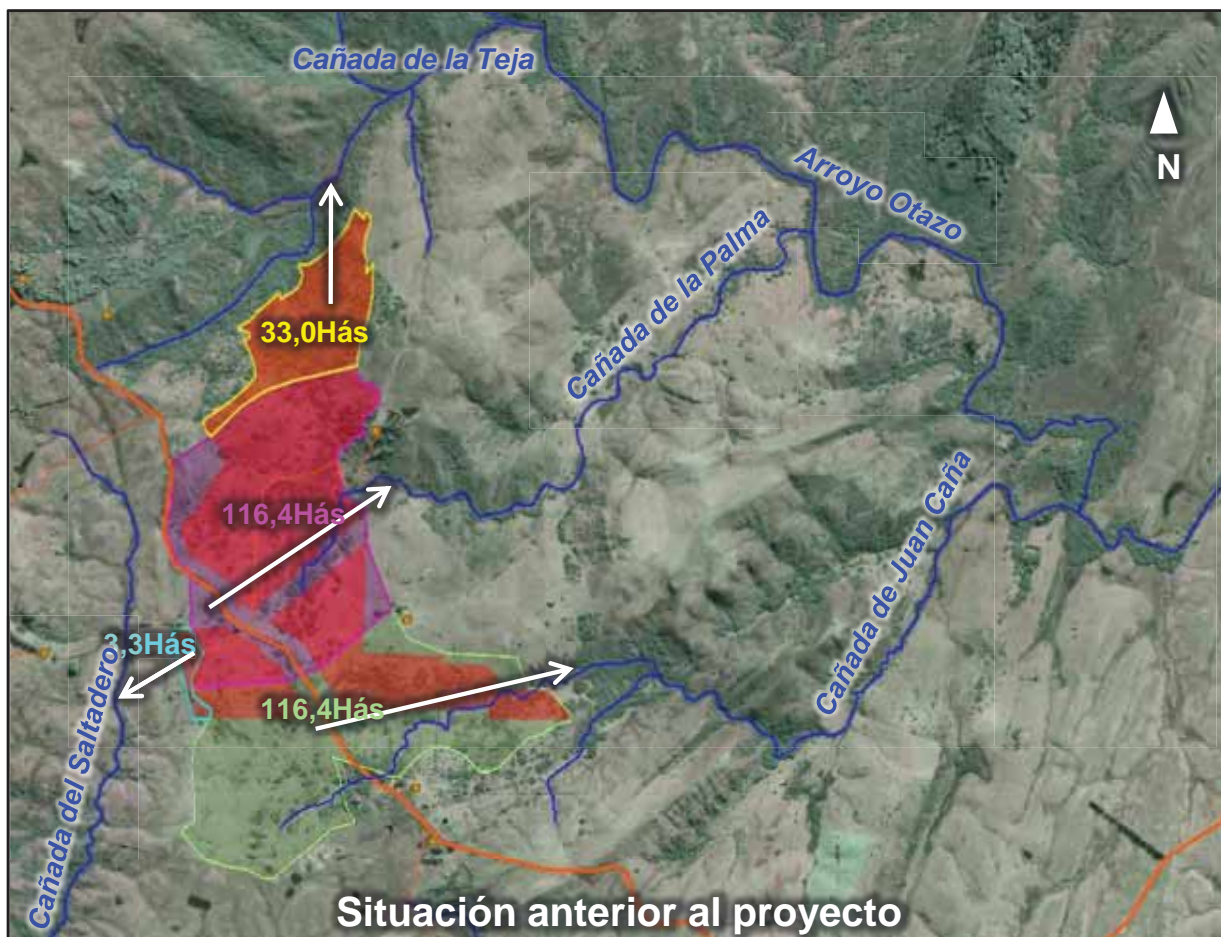 Cañada de la Teja
N
Arroyo Otazo
Cañada de la Palma
33,0Hás
116,4Hás
Cañada de Juan Caña
3,3Hás
116,4Hás
Cañada del Saltadero
Situación anterior al proyecto